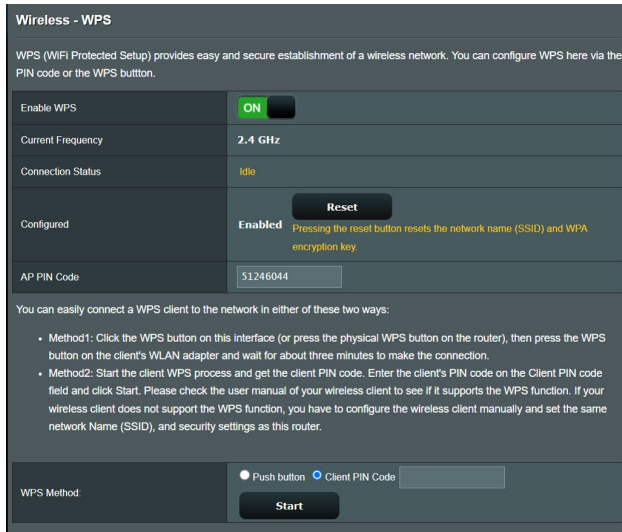 Wireless - WPS
WPS (WiFi Protected Setup) provides easy and secure establishment of a wireless network. You can configure WPS here via the
PIN code or the WPS buttton.
Enable WPS
ON
Current Frequency
2.4 GHz
Connection Status
Idle
Configured
Enabled
Reset
Pressing the reset button resets the network name (SSID) and WPA
encryption key.
AP PIN Code
51246044
You can easily connect a WPS client to the network in either of these two ways:
• Method1: Click the WPS button on this interface (or press the physical WPS button on the router), then press the WPS
button on the client's WLAN adapter and wait for about three minutes to make the connection.
• Method2: Start the client WPS process and get the client PIN code. Enter the client's PIN code on the Client PIN code
field and click Start. Please check the user manual of your wireless client to see if it supports the WPS function. If your
wireless client does not support the WPS function, you have to configure the wireless client manually and set the same
network Name (SSID), and security settings as this router.
WPS Method:
Push button Client PIN Code
Start